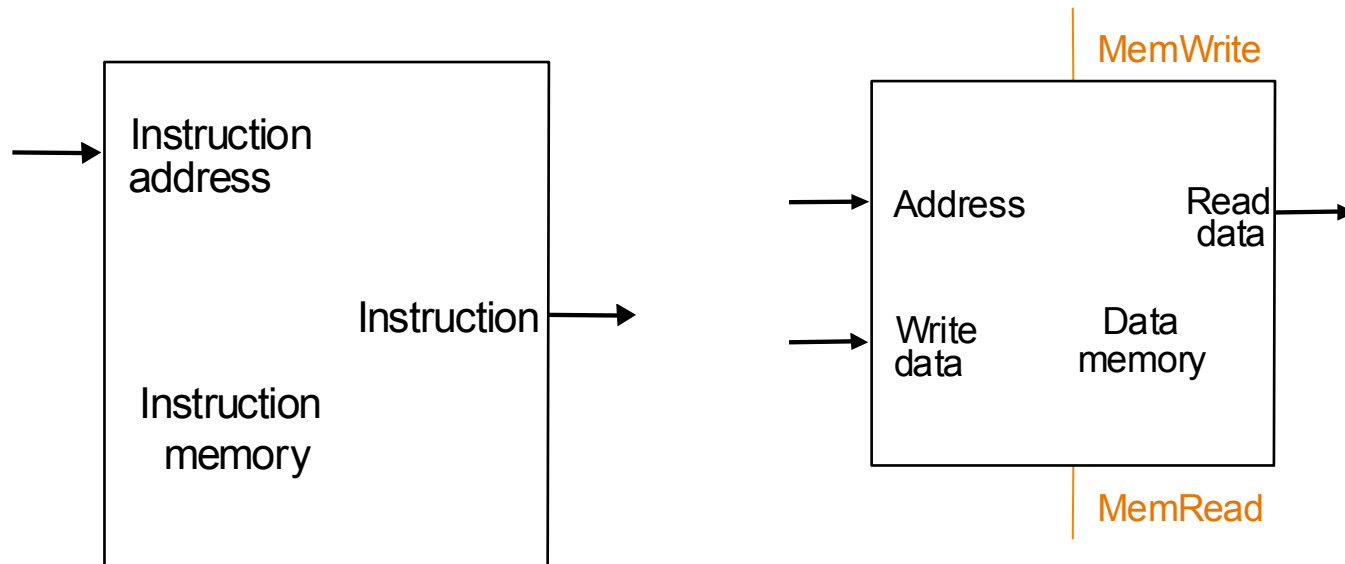 Instruction
address
Instruction
Instruction
memory
MemWrite
Address
Read
data
Write
data
Data
memory
MemRead